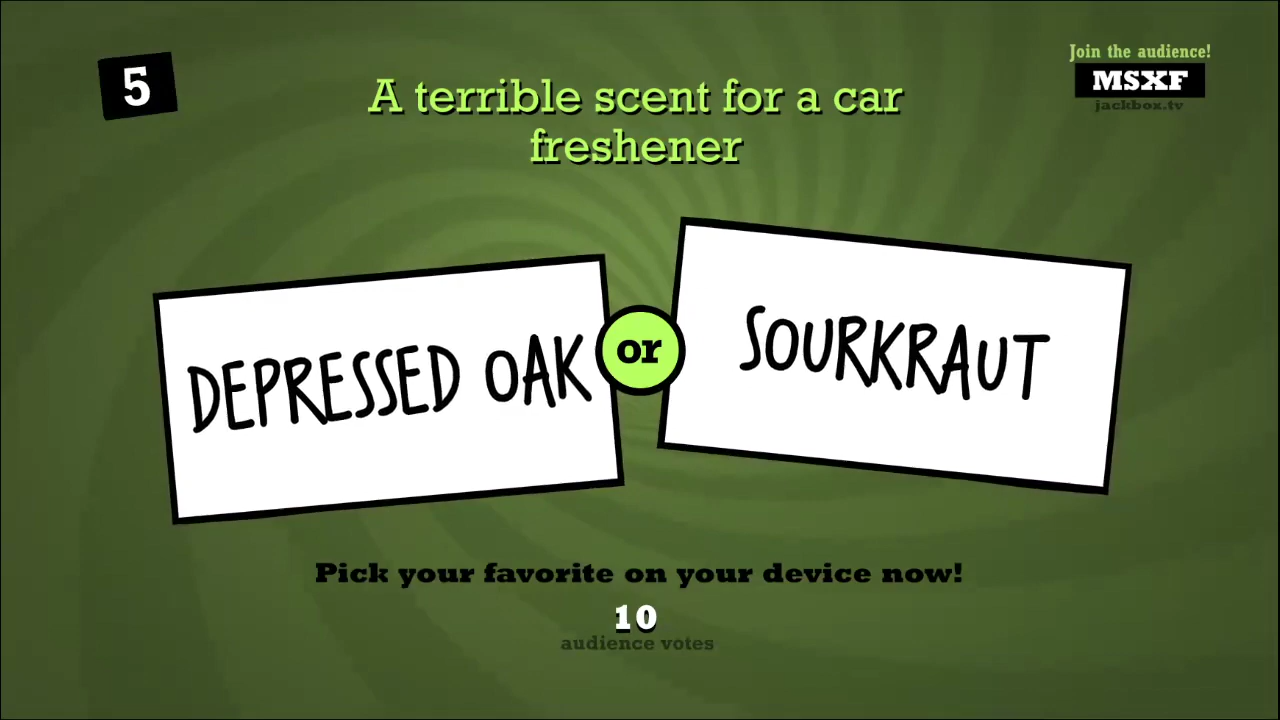 5
Join the audience!
MSXF
jackbox.tv
A terrible scent for a car
freshener
DEPRESSED OAK
or
SOURKRAUT
Pick your favorite on your device now!
10
audience votes